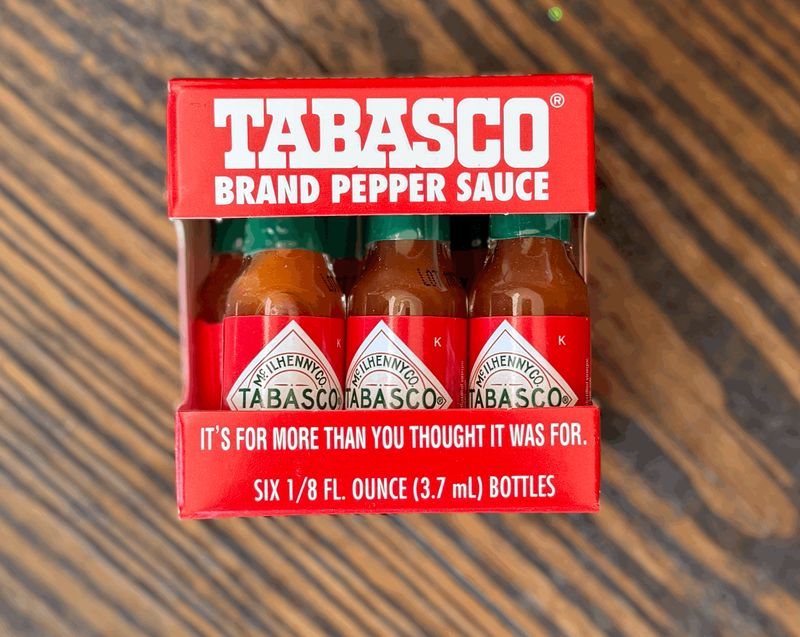 TABASCO®
BRAND PEPPER SAUCE
K
K
McILHENNY CO.
TABASCO®
McILHENNY CO.
TABASCO®
McILHENNY CO.
TABASCO®
IT'S FOR MORE THAN YOU THOUGHT IT WAS FOR.
SIX 1/8 FL. OUNCE (3.7 mL) BOTTLES